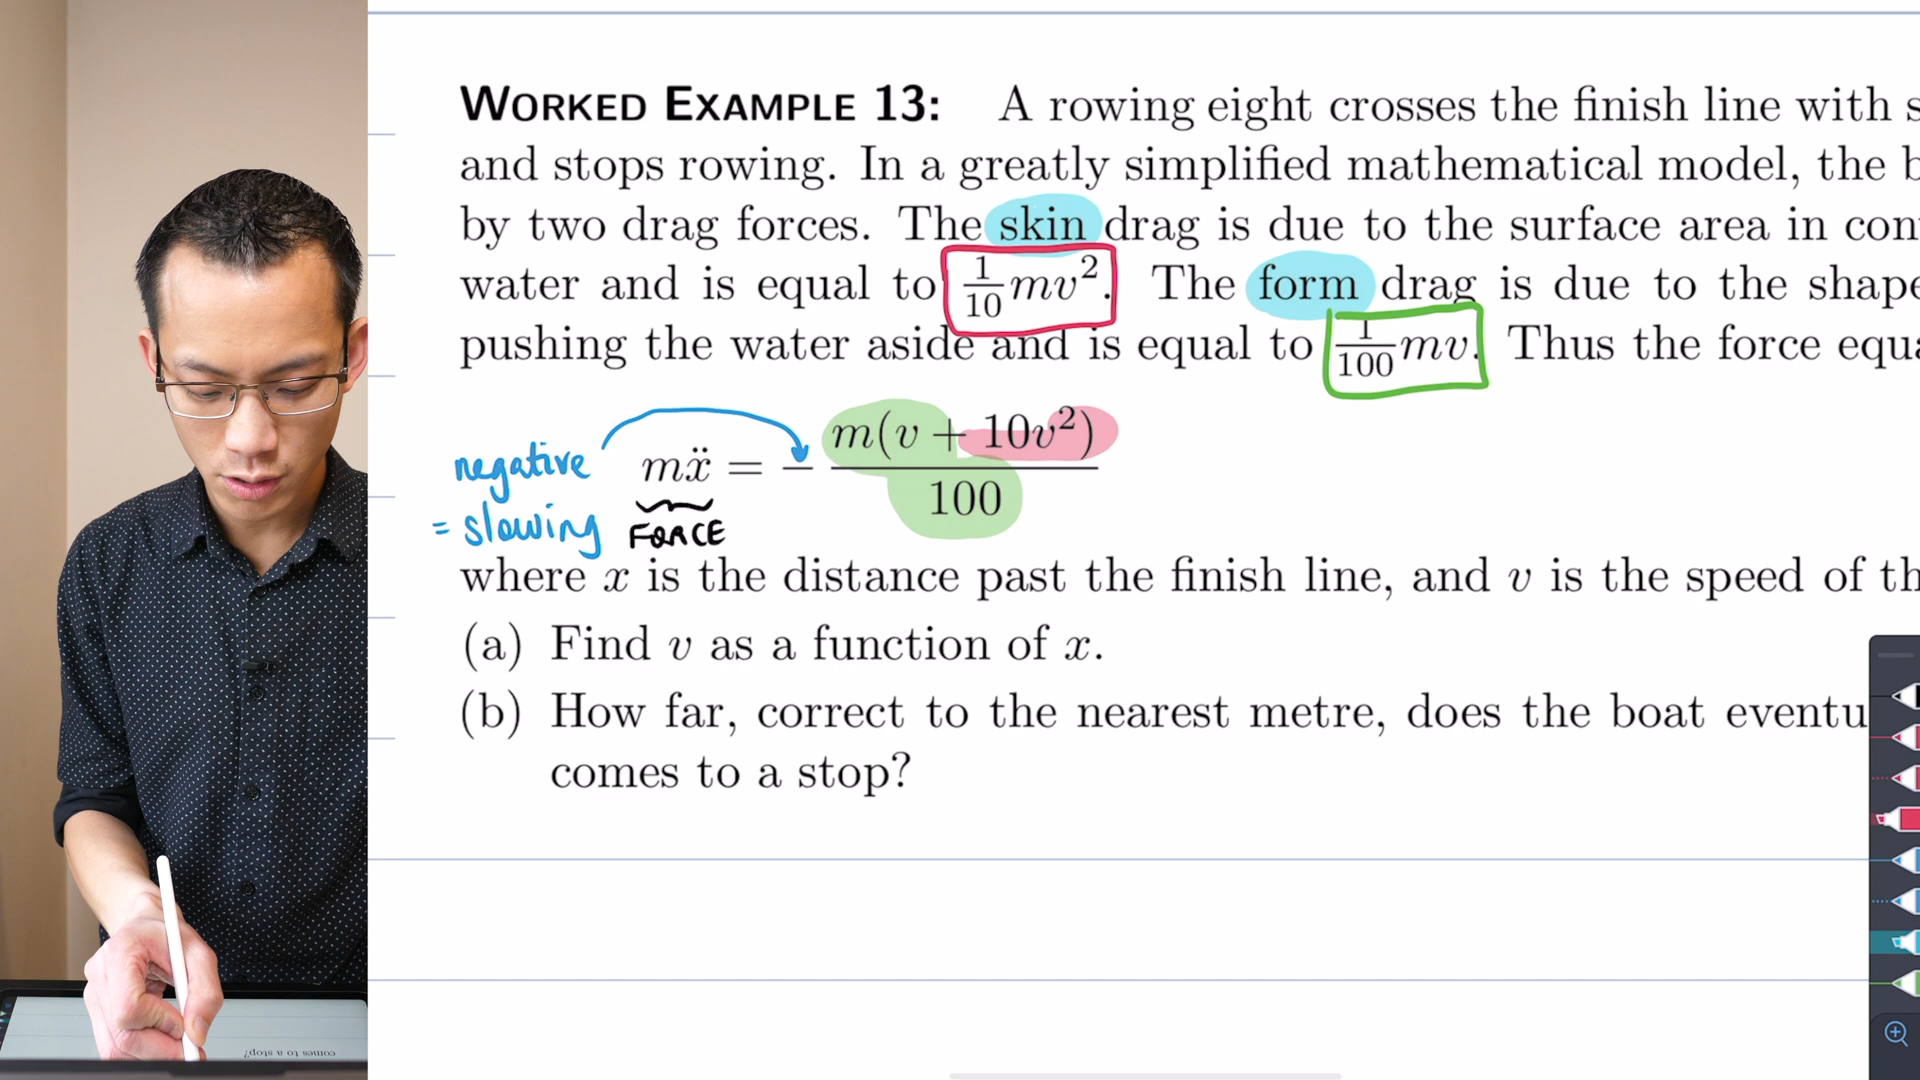 WORKED EXAMPLE 13: A rowing eight crosses the finish line with s
and stops rowing. In a greatly simplified mathematical model, the b
by two drag forces. The skin drag is due to the surface area in con
water and is equal to 1/10 mv². The form drag is due to the shape
pushing the water aside and is equal to 1/100 mv. Thus the force equa
negative
= slowing
mẍ = − m(v + 10v²)/100
FORCE
where x is the distance past the finish line, and v is the speed of th
(a) Find v as a function of x.
(b) How far, correct to the nearest metre, does the boat eventu
comes to a stop?
comes to a stop?